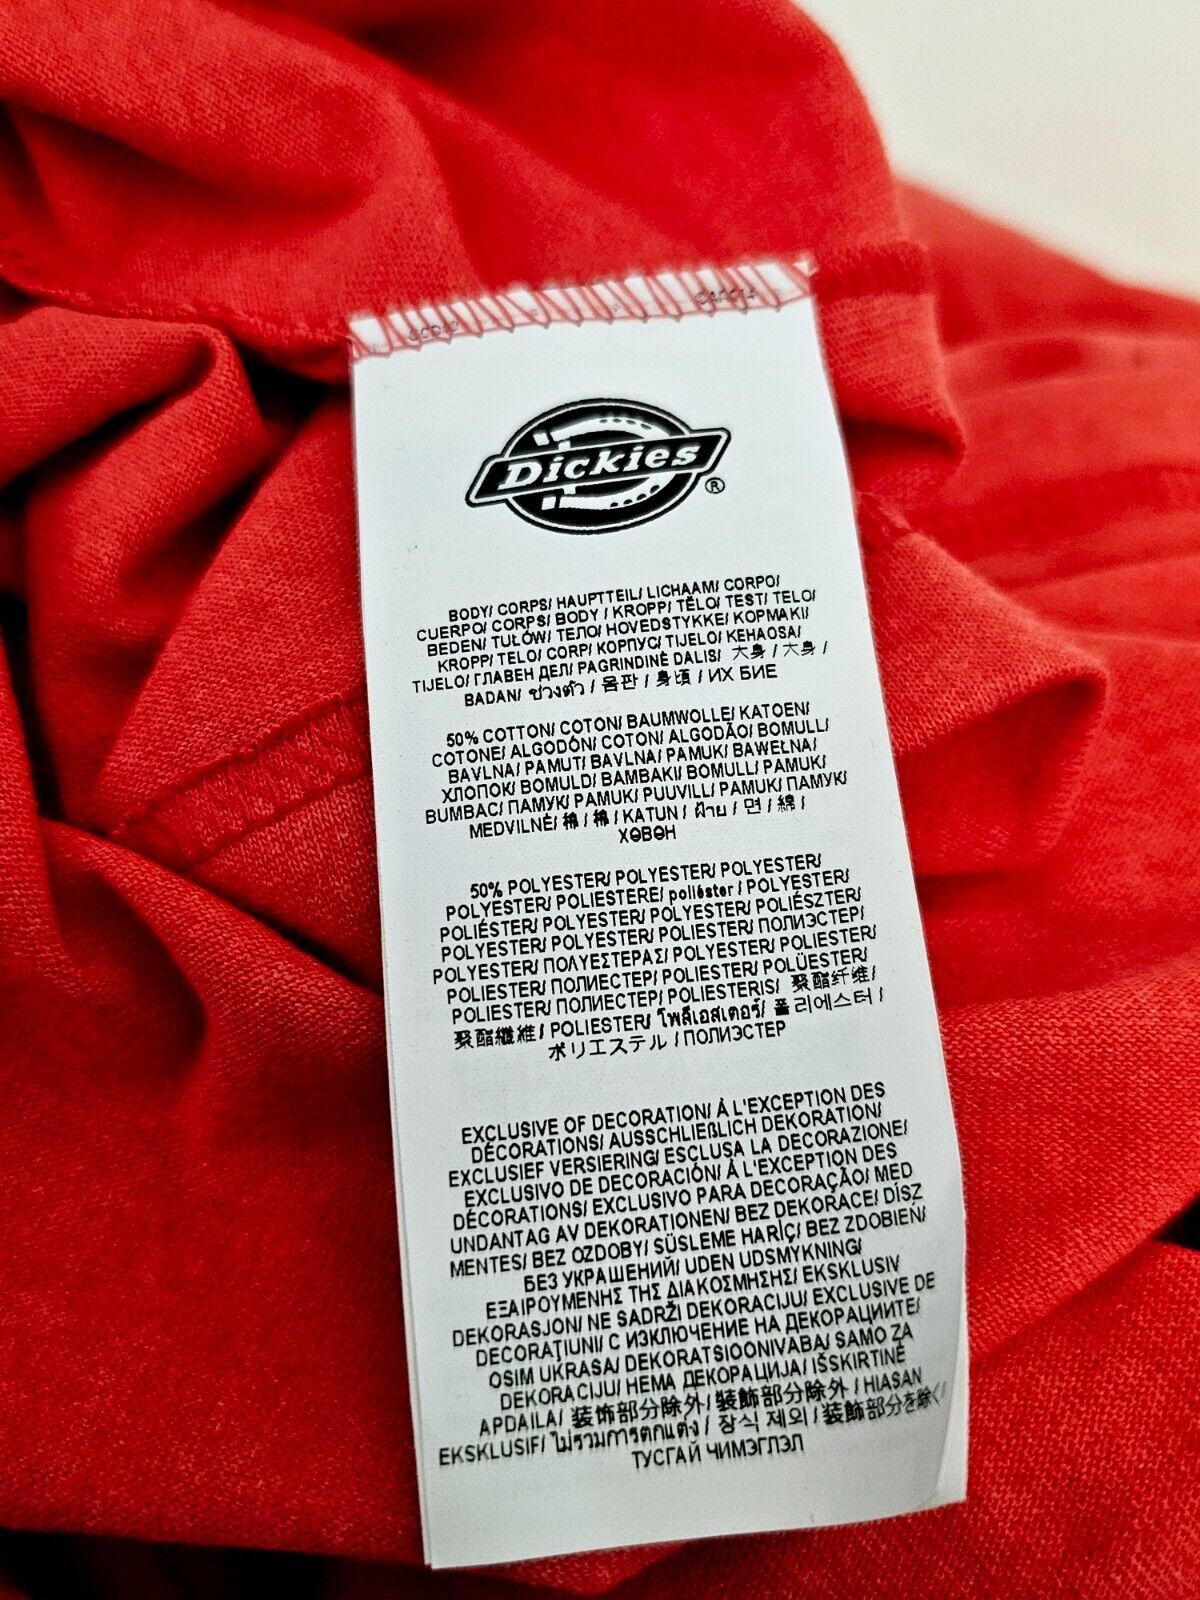 Dickies
®
BODY/ CORPS/ HAUPTTEIL/ LICHAAM/ CORPO/
CUERPO/ CORPS/ BODY / KROPP/ TĚLO/ TEST/ TELO/
BEDEN/ TUŁÓW/ ТЕЛО/ HOVEDSTYKKE/ ΚΟΡΜΑΚΙ/
KROPP/ TELO/ CORP/ КОРПУС/ TIJELO/ KEHAOSA/
TIJELO/ ГЛАВЕН ДЕЛ/ PAGRINDINĖ DALIS/ 大身 / 大身 /
BADAN/ ช่วงตัว / 몸판 / 身頃 / ИХ БИЕ
50% COTTON/ COTON/ BAUMWOLLE/ KATOEN/
COTONE/ ALGODÓN/ COTON/ ALGODÃO/ BOMULL/
BAVLNA/ PAMUT/ BAVLNA/ PAMUK/ BAWEŁNA/
ХЛОПОК/ BOMULD/ ΒΑΜΒΑΚΙ/ BOMULL/ PAMUK/
BUMBAC/ ПАМУК/ PAMUK/ PUUVILL/ PAMUK/ ПАМУК/
MEDVILNĖ/ 棉 / 棉 / KATUN / ฝ้าย / 면 / 綿 /
ХӨВӨН
50% POLYESTER/ POLYESTER/ POLYESTER/
POLYESTER/ POLIESTERE/ poliéster / POLYESTER/
POLIÉSTER/ POLYESTER/ POLYESTER/ POLIÉSZTER/
POLYESTER/ POLYESTER/ POLIESTER/ ПОЛИЭСТЕР/
POLYESTER/ ΠΟΛΥΕΣΤΕΡΑΣ/ POLYESTER/ POLIESTER/
POLIESTER/ ПОЛИЕСТЕР/ POLIESTER/ POLÜESTER/
POLIESTER/ ПОЛИЕСТЕР/ POLIESTERIS/ 聚酯纤维/
聚酯纖維/ POLIESTER/ โพลีเอสเตอร์/ 폴리에스터 /
ポリエステル / ПОЛИЭСТЕР
EXCLUSIVE OF DECORATION/ À L'EXCEPTION DES
DÉCORATIONS/ AUSSCHLIEßLICH DEKORATION/
EXCLUSIEF VERSIERING/ ESCLUSA LA DECORAZIONE/
EXCLUSIVO DE DECORACIÓN/ À L'EXCEPTION DES
DÉCORATIONS/ EXCLUSIVO PARA DECORAÇÃO/ MED
UNDANTAG AV DEKORATIONEN/ BEZ DEKORACE/ DÍSZ
MENTES/ BEZ OZDOBY/ SÜSLEME HARİÇ/ BEZ ZDOBIEŃ/
БЕЗ УКРАШЕНИЙ/ UDEN UDSMYKNING/
ΕΞΑΙΡΟΥΜΕΝΗΣ ΤΗΣ ΔΙΑΚΟΣΜΗΣΗΣ/ EKSKLUSIV
DEKORASJON/ NE SADRŽI DEKORACIJU/ EXCLUSIVE DE
DECORAŢIUNI/ С ИЗКЛЮЧЕНИЕ НА ДЕКОРАЦИИТЕ/
OSIM UKRASA/ DEKORATSIOONIVABA/ SAMO ZA
DEKORACIJU/ НЕМА ДЕКОРАЦИЈА/ IŠSKIRTINĖ
APDAILA/ 装饰部分除外/ 裝飾部分除外 / HIASAN
EKSKLUSIF/ ไม่รวมการตกแต่ง / 장식 제외 / 装飾部分を除く/
ТУСГАЙ ЧИМЭГЛЭЛ